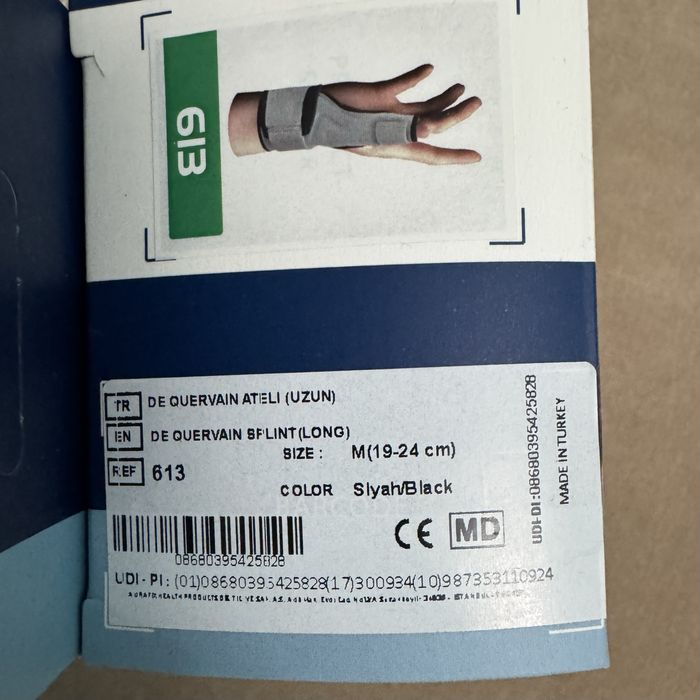 613
TR DE QUERVAIN ATELİ (UZUN)
EN DE QUERVAIN SPLINT(LONG)
SIZE : M(19-24 cm)
REF 613
COLOR Siyah/Black
CE MD
08680395425828
UDI - PI : (01)08680395425828(17)300934(10)987353110924
UDI-DI:08680395425828
MADE IN TURKEY